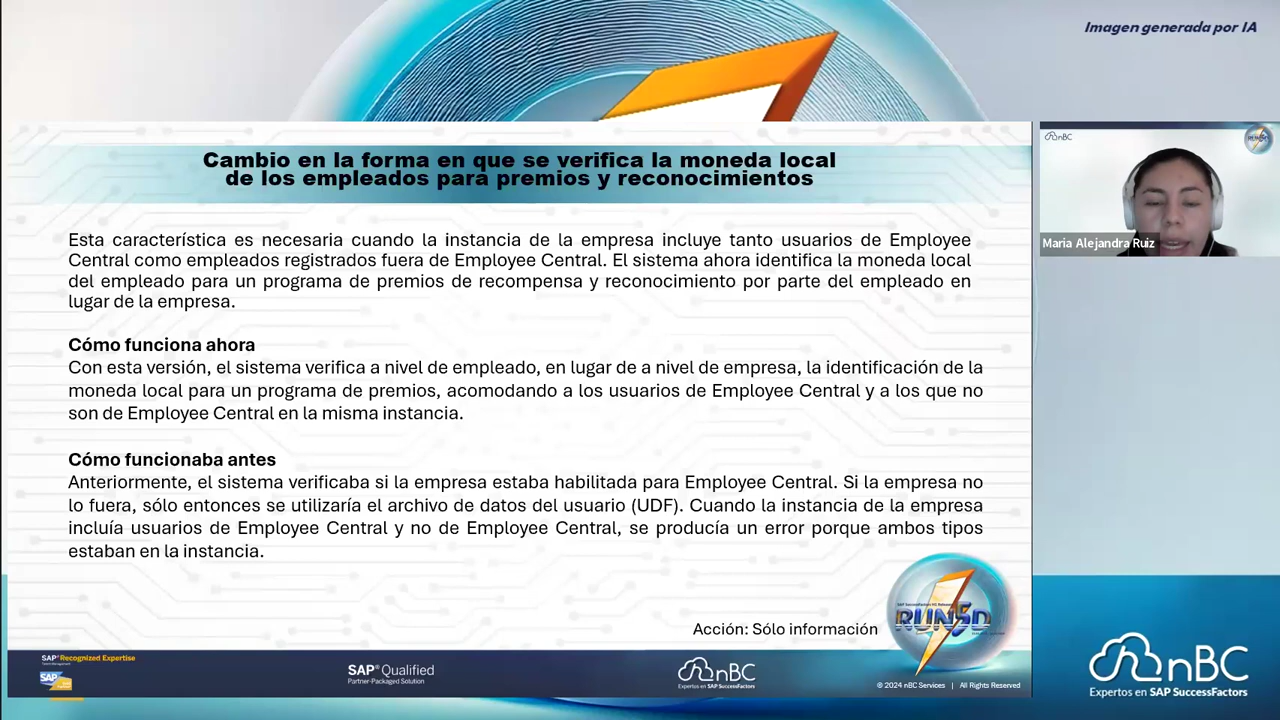 Imagen generada por IA
Cambio en la forma en que se verifica la moneda local
de los empleados para premios y reconocimientos
Esta característica es necesaria cuando la instancia de la empresa incluye tanto usuarios de Employee
Central como empleados registrados fuera de Employee Central. El sistema ahora identifica la moneda local
del empleado para un programa de premios de recompensa y reconocimiento por parte del empleado en
lugar de la empresa.
Cómo funciona ahora
Con esta versión, el sistema verifica a nivel de empleado, en lugar de a nivel de empresa, la identificación de la
moneda local para un programa de premios, acomodando a los usuarios de Employee Central y a los que no
son de Employee Central en la misma instancia.
Cómo funcionaba antes
Anteriormente, el sistema verificaba si la empresa estaba habilitada para Employee Central. Si la empresa no
lo fuera, sólo entonces se utilizaría el archivo de datos del usuario (UDF). Cuando la instancia de la empresa
incluía usuarios de Employee Central y no de Employee Central, se producía un error porque ambos tipos
estaban en la instancia.
Acción: Sólo información
RUN5D
SAP® Recognized Expertise
SAP
SAP® Qualified
Partner-Packaged Solution
nBC
Expertos en SAP SuccessFactors
© 2024 nBC Services | All Rights Reserved
nBC
Maria Alejandra Ruiz
nBC
Expertos en SAP SuccessFactors